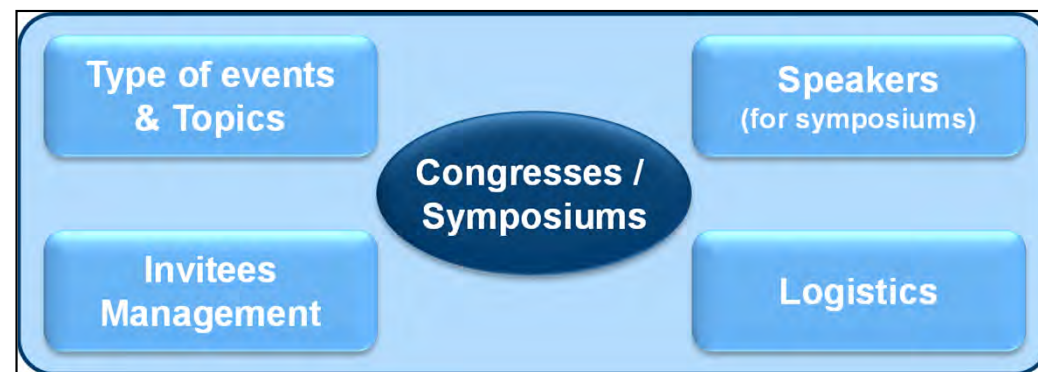 Type of events
& Topics
Speakers
(for symposiums)
Congresses /
Symposiums
Invitees
Management
Logistics